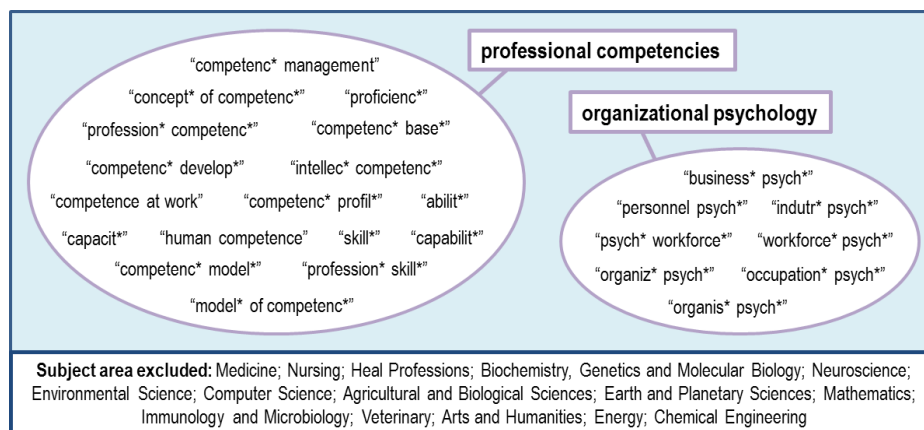 professional competencies
“competenc* management”
“concept* of competenc*” “proficienc*”
“profession* competenc*” “competenc* base*”
“competenc* develop*” “intellec* competenc*”
“competence at work” “competenc* profil*” “abilit*”
“capacit*” “human competence” “skill*” “capabilit*”
“competenc* model*” “profession* skill*”
“model* of competenc*”
organizational psychology
“business* psych*”
“personnel psych*” “indutr* psych*”
“psych* workforce*” “workforce* psych*”
“organiz* psych*” “occupation* psych*”
“organis* psych*”
Subject area excluded: Medicine; Nursing; Heal Professions; Biochemistry, Genetics and Molecular Biology; Neuroscience;
Environmental Science; Computer Science; Agricultural and Biological Sciences; Earth and Planetary Sciences; Mathematics;
Immunology and Microbiology; Veterinary; Arts and Humanities; Energy; Chemical Engineering